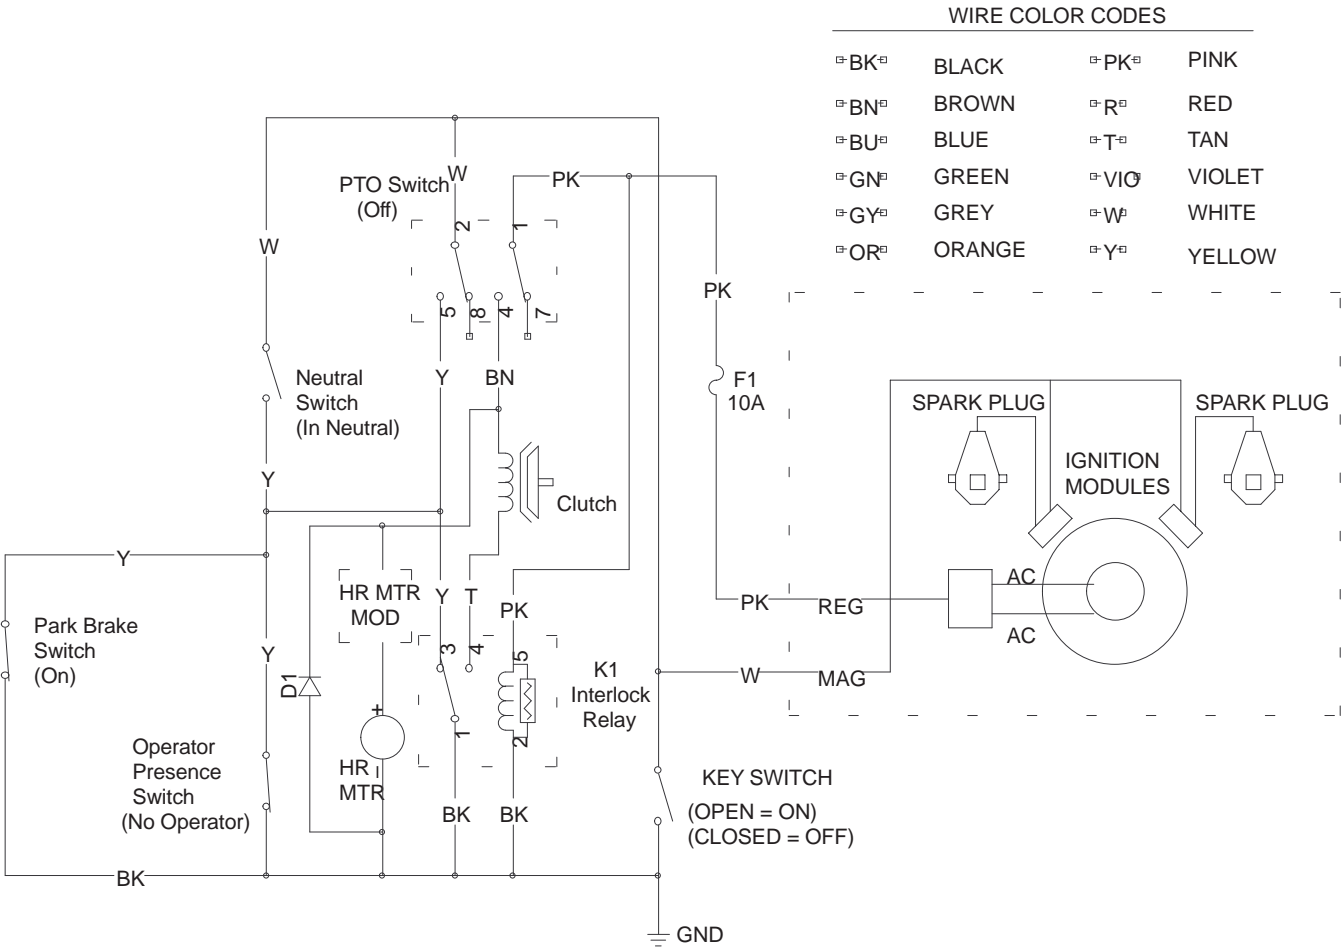 WIRE COLOR CODES
BK BLACK PK PINK
BN BROWN R RED
BU BLUE T TAN
GN GREEN VIO VIOLET
GY GREY W WHITE
OR ORANGE Y YELLOW
W
PTO Switch
(Off)
PK
2
1
W
5
8
4
7
PK
Y
BN
Neutral
Switch
(In Neutral)
F1
10A
SPARK PLUG
SPARK PLUG
IGNITION
MODULES
Y
Clutch
Y
HR MTR
MOD
Y
T
PK
AC
AC
PK
REG
Park Brake
Switch
(On)
Y
3
4
5
K1
Interlock
Relay
W
MAG
D1
+
1
2
Operator
Presence
Switch
(No Operator)
HR -
MTR
KEY SWITCH
(OPEN = ON)
(CLOSED = OFF)
BK
BK
BK
GND